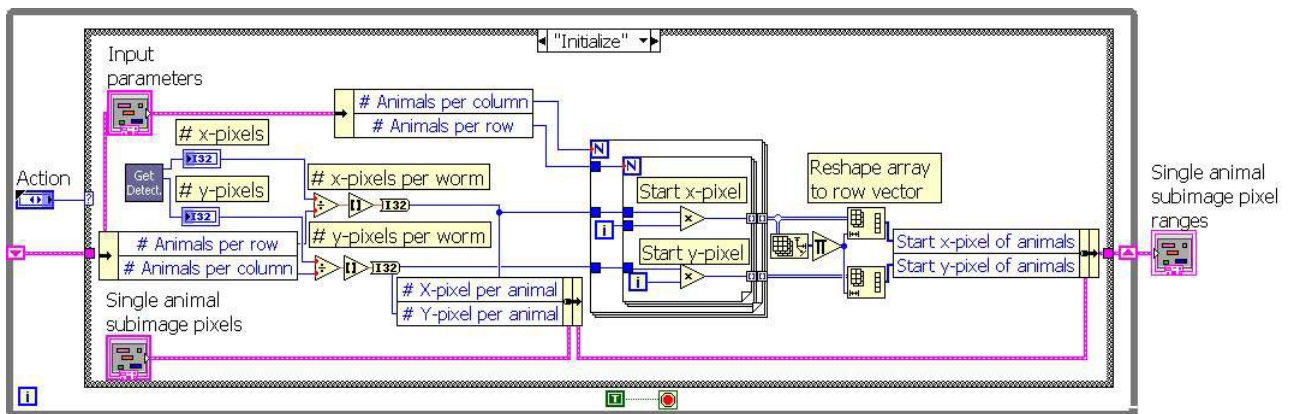 "Initialize"
Input
parameters
# Animals per column
# Animals per row
# x-pixels
I32
Get
Detect.
# y-pixels
I32
Action
?
# x-pixels per worm
I32
# y-pixels per worm
I32
# Animals per row
# Animals per column
# X-pixel per animal
# Y-pixel per animal
Single animal
subimage pixels
N
N
Start x-pixel
i
Start y-pixel
i
Reshape array
to row vector
Start x-pixel of animals
Start y-pixel of animals
Single animal
subimage pixel
ranges
i
T